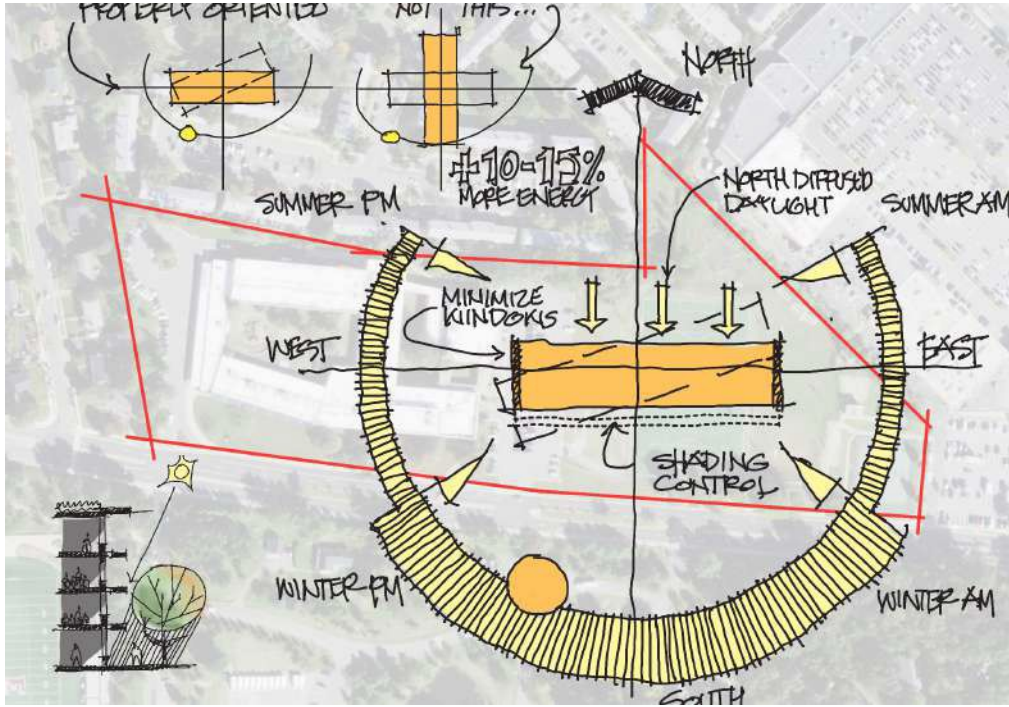 PROPERLY ORIENTED
NOT THIS...
NORTH
+10-15%
MORE ENERGY
NORTH DIFFUSED
DAYLIGHT
SUMMER PM
SUMMER AM
MINIMIZE
WINDOWS
WEST
EAST
SHADING
CONTROL
WINTER PM
WINTER AM
SOUTH